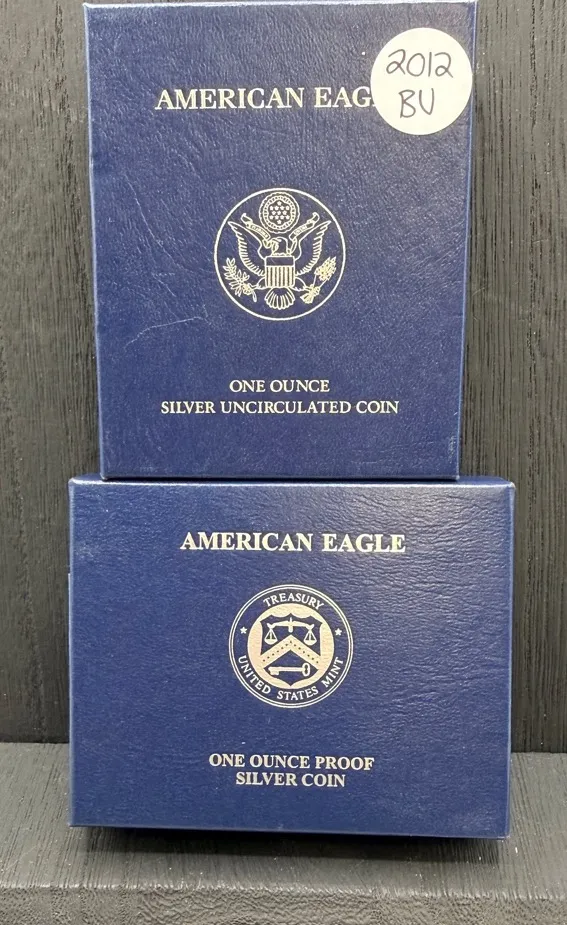 2012
BU
AMERICAN EAG
ONE OUNCE
SILVER UNCIRCULATED COIN
AMERICAN EAGLE
TREASURY
UNITED STATES MINT
ONE OUNCE PROOF
SILVER COIN